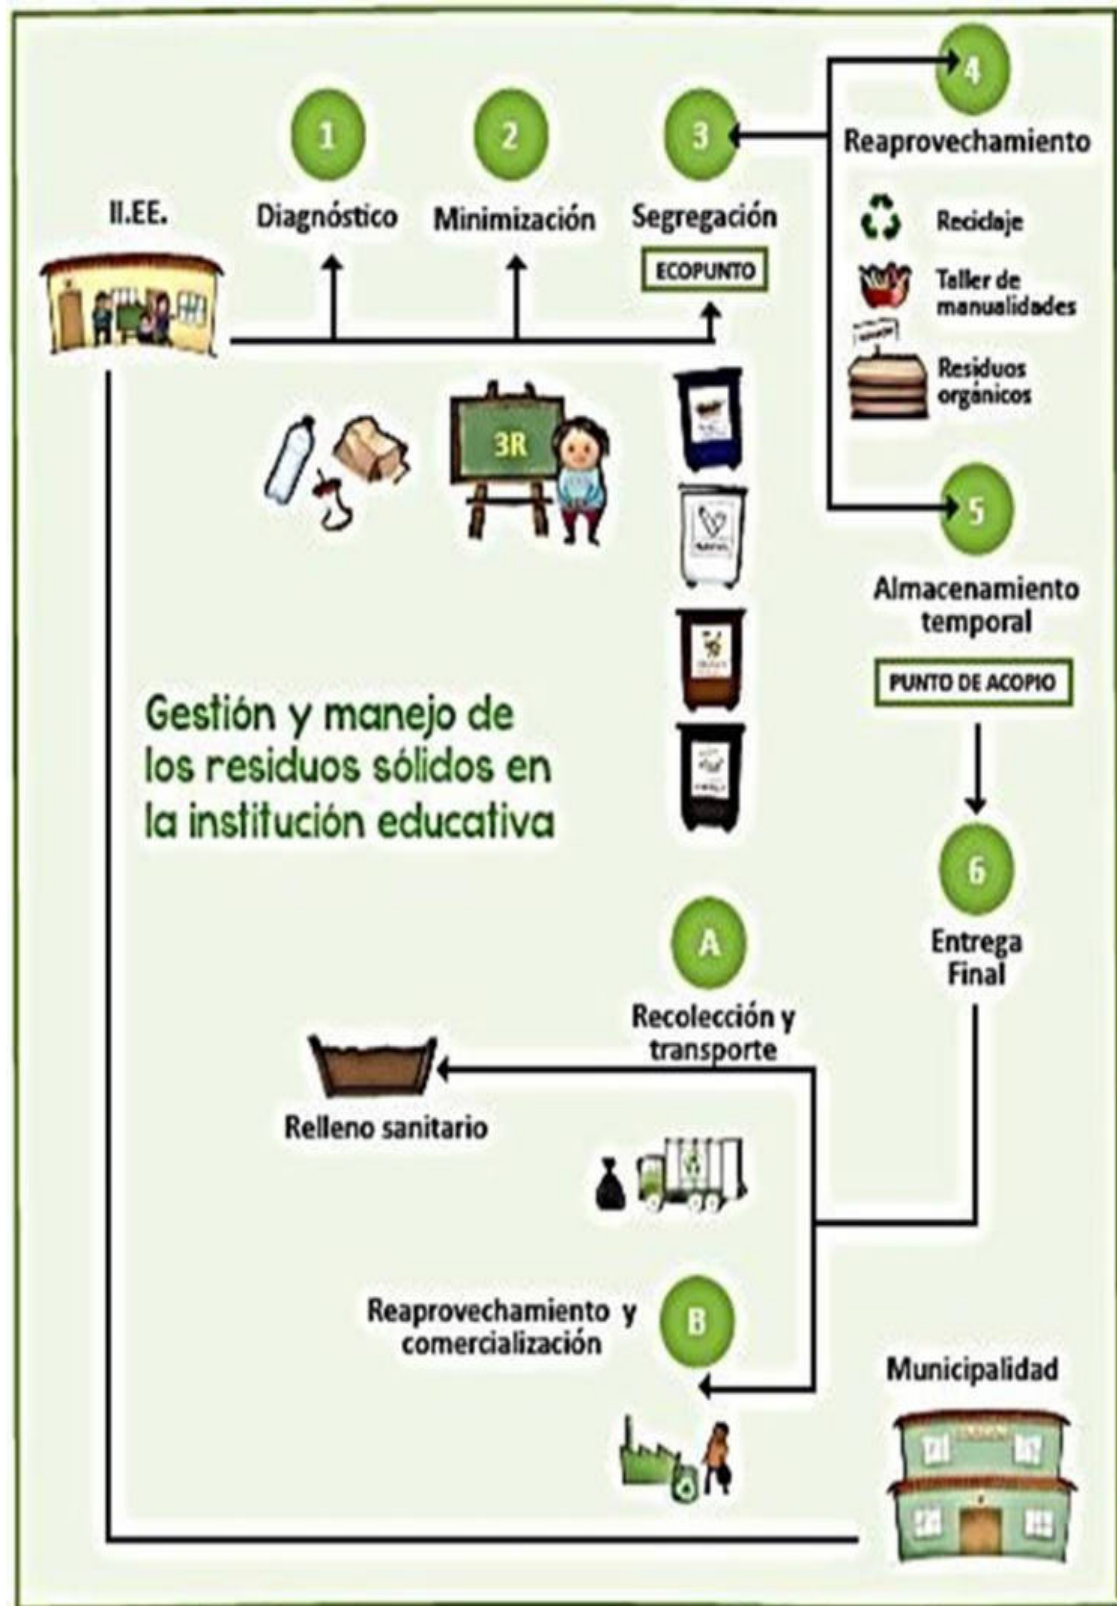 1
2
3
4
II.EE.
Diagnóstico
Minimización
Segregación
ECOPUNTO
Reaprovechamiento
Reciclaje
Taller de
manualidades
Residuos
orgánicos
3R
5
Almacenamiento
temporal
PUNTO DE ACOPIO
Gestión y manejo de
los residuos sólidos en
la institución educativa
6
Entrega
Final
A
Recolección y
transporte
Relleno sanitario
B
Reaprovechamiento y
comercialización
Municipalidad